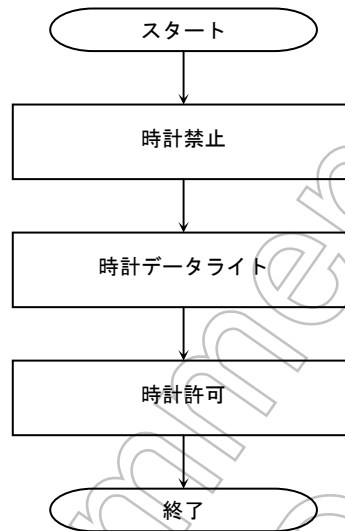 スタート
時計禁止
時計データライト
時計許可
終了